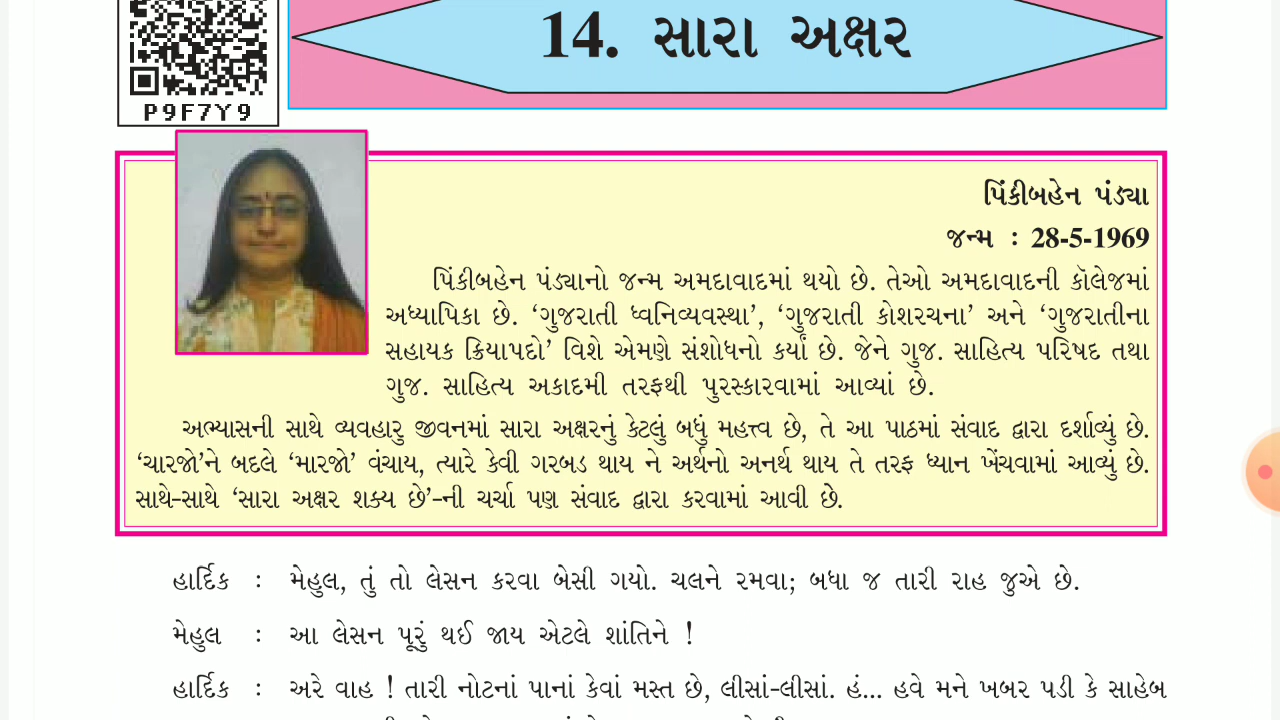 14. સારા અક્ષર
P9F7Y9
પિંકીબહેન પંડ્યા
જન્મ : 28-5-1969
પિંકીબહેન પંડ્યાનો જન્મ અમદાવાદમાં થયો છે. તેઓ અમદાવાદની કૉલેજમાં
અધ્યાપિકા છે. ‘ગુજરાતી ધ્વનિવ્યવસ્થા’, ‘ગુજરાતી કોશરચના’ અને ‘ગુજરાતીના
સહાયક ક્રિયાપદો’ વિશે એમણે સંશોધનો કર્યાં છે. જેને ગુજ. સાહિત્ય પરિષદ તથા
ગુજ. સાહિત્ય અકાદમી તરફથી પુરસ્કારવામાં આવ્યાં છે.
અભ્યાસની સાથે વ્યવહારુ જીવનમાં સારા અક્ષરનું કેટલું બધું મહત્ત્વ છે, તે આ પાઠમાં સંવાદ દ્વારા દર્શાવ્યું છે.
‘ચારજો’ને બદલે ‘મારજો’ વંચાય, ત્યારે કેવી ગરબડ થાય ને અર્થનો અનર્થ થાય તે તરફ ધ્યાન ખેંચવામાં આવ્યું છે.
સાથે-સાથે ‘સારા અક્ષર શક્ય છે’-ની ચર્ચા પણ સંવાદ દ્વારા કરવામાં આવી છે.
હાર્દિક : મેહુલ, તું તો લેસન કરવા બેસી ગયો. ચલને રમવા; બધા જ તારી રાહ જુએ છે.
મેહુલ : આ લેસન પૂરું થઈ જાય એટલે શાંતિને !
હાર્દિક : અરે વાહ ! તારી નોટનાં પાનાં કેવાં મસ્ત છે, લીસાં-લીસાં. હં... હવે મને ખબર પડી કે સાહેબ